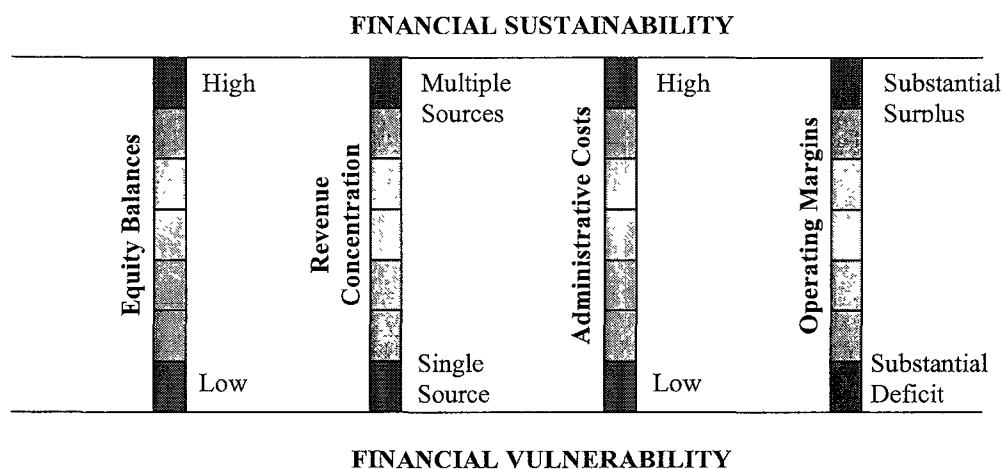 FINANCIAL SUSTAINABILITY
Equity Balances
High
Low
Revenue
Concentration
Multiple
Sources
Single
Source
Administrative Costs
High
Low
Operating Margins
Substantial
Surplus
Substantial
Deficit
FINANCIAL VULNERABILITY